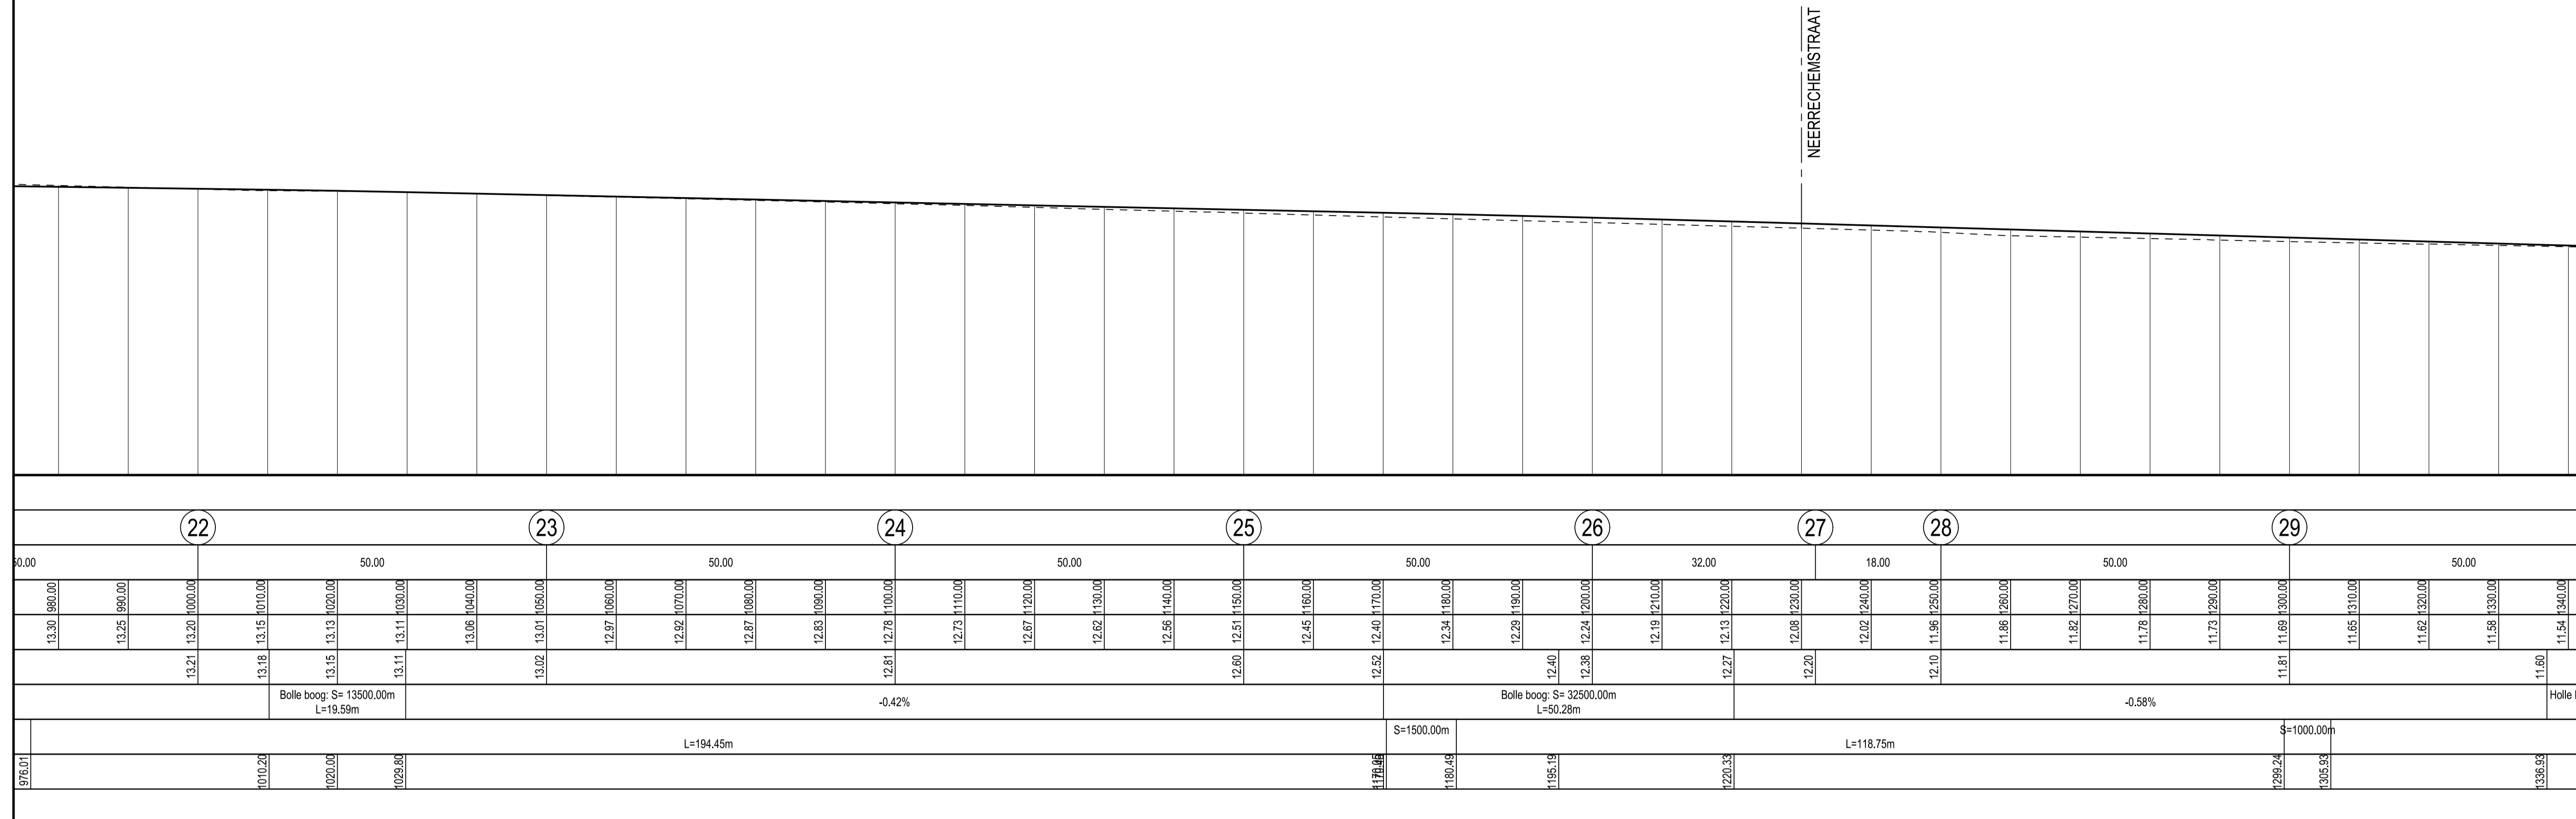 NEERRECHEMSTRAAT
22 23 24 25 26 27 28 29
50.00 50.00 50.00 50.00 32.00 18.00 50.00 50.00
980.00 990.00 1000.00 1010.00 1020.00 1030.00 1040.00 1050.00 1060.00 1070.00 1080.00 1090.00 1100.00 1110.00 1120.00 1130.00 1140.00 1150.00 1160.00 1170.00 1180.00 1190.00 1200.00 1210.00 1220.00 1230.00 1240.00 1250.00 1260.00 1270.00 1280.00 1290.00 1300.00 1310.00 1320.00 1330.00 1340.00
13.30 13.25 13.20 13.15 13.13 13.11 13.06 13.01 12.97 12.92 12.87 12.83 12.78 12.73 12.67 12.62 12.56 12.51 12.45 12.40 12.34 12.29 12.24 12.19 12.13 12.08 12.02 11.96 11.86 11.82 11.78 11.73 11.69 11.65 11.62 11.58 11.54
13.21 13.18 13.15 13.11 13.02 12.81 12.60 12.52 12.40 12.38 12.27 12.20 12.10 11.81 11.60
Bolle boog: S= 13500.00m
L=19.59m
-0.42%
Bolle boog: S= 32500.00m
L=50.28m
-0.58%
Holle
L=194.45m
S=1500.00m
L=118.75m
S=1000.00m
976.01 1010.20 1020.00 1029.80 1180.49 1195.19 1220.33 1299.24 1305.93 1336.93